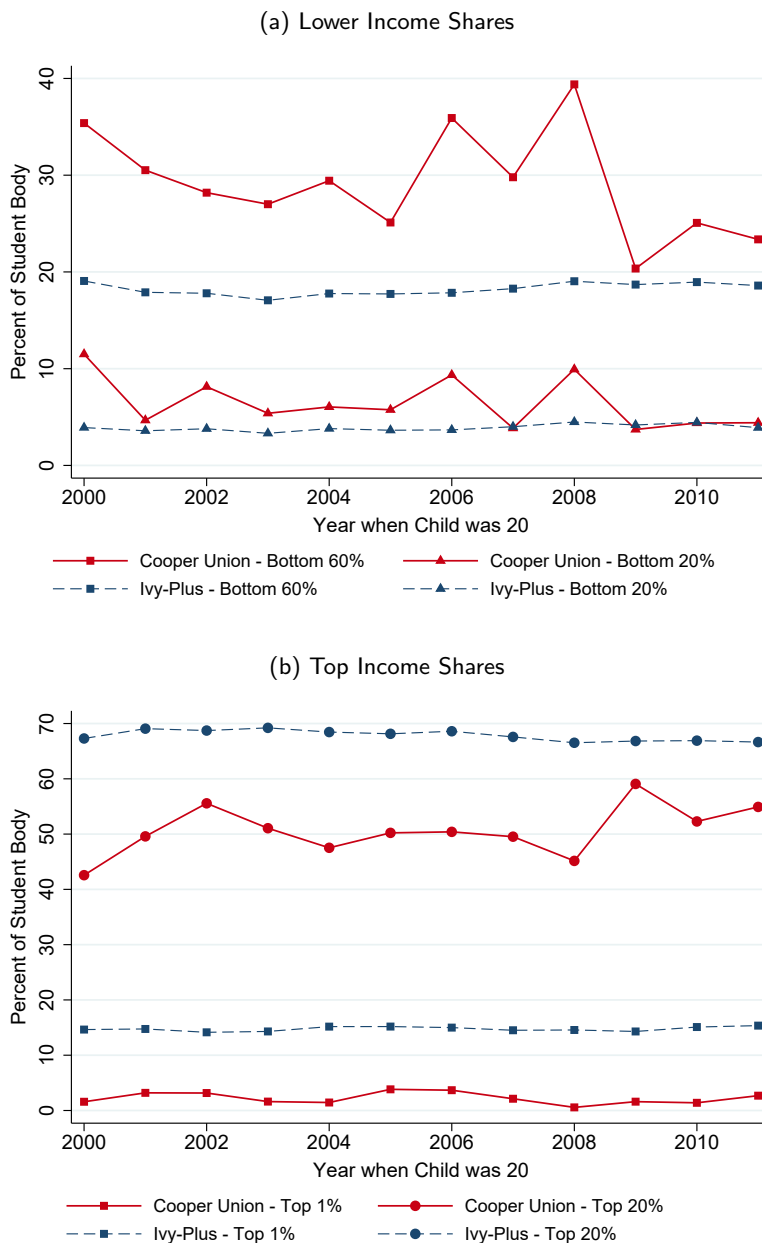 (a) Lower Income Shares
40
30
20
10
0
Percent of Student Body
2000 2002 2004 2006 2008 2010
Year when Child was 20
Cooper Union - Bottom 60% Cooper Union - Bottom 20%
Ivy-Plus - Bottom 60% Ivy-Plus - Bottom 20%
(b) Top Income Shares
70
60
50
40
30
20
10
0
Percent of Student Body
2000 2002 2004 2006 2008 2010
Year when Child was 20
Cooper Union - Top 1% Cooper Union - Top 20%
Ivy-Plus - Top 1% Ivy-Plus - Top 20%